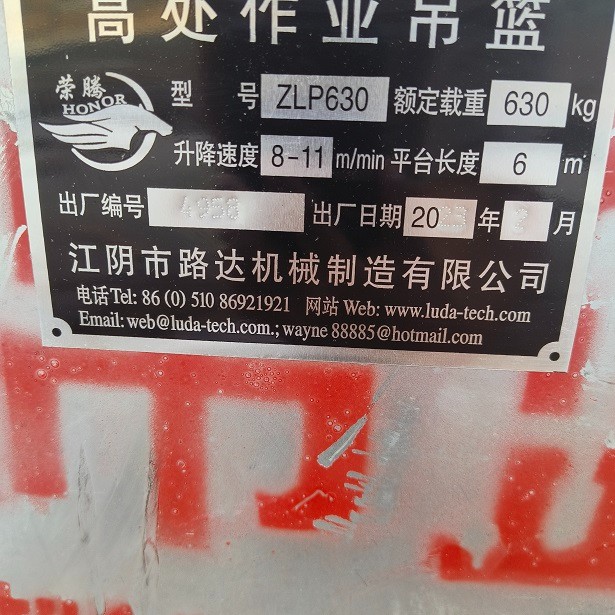 高处作业吊篮
荣腾
HONOR
型 号 ZLP630 额定载重 630 kg
升降速度 8-11 m/min 平台长度 6 m
出厂编号 4958 出厂日期 2023 年 月
江阴市路达机械制造有限公司
电话Tel: 86 (0) 510 86921921 网站 Web: www.luda-tech.com
Email: web@luda-tech.com.; wayne 88885@hotmail.com